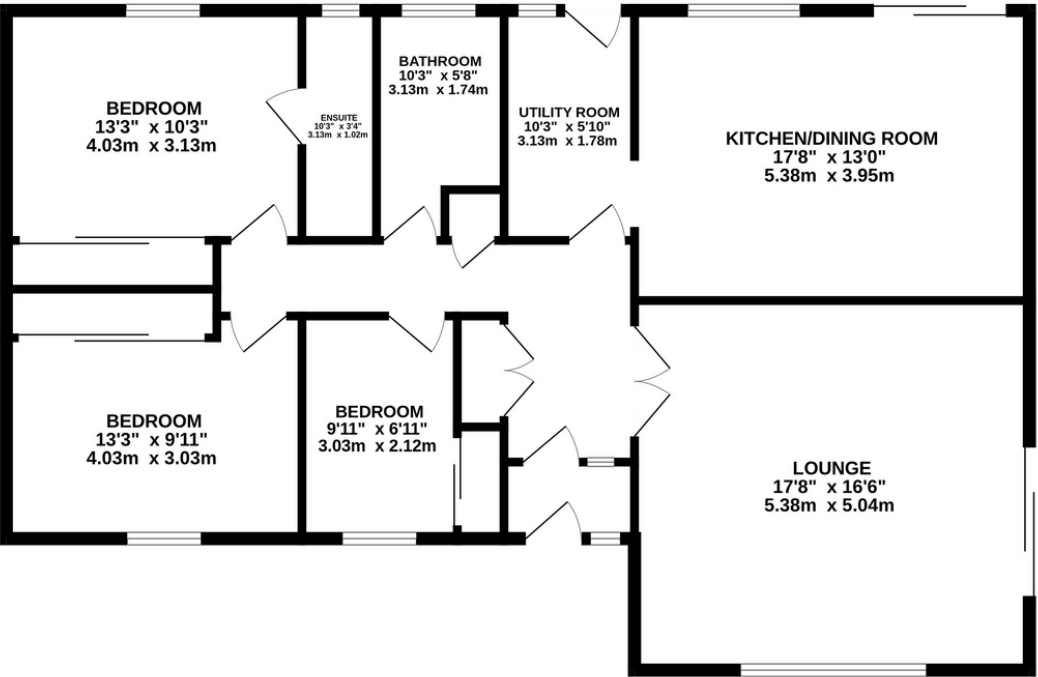 BEDROOM
13'3" x 10'3"
4.03m x 3.13m
ENSUITE
10'3" x 3'4"
3.13m x 1.02m
BATHROOM
10'3" x 5'8"
3.13m x 1.74m
UTILITY ROOM
10'3" x 5'10"
3.13m x 1.78m
KITCHEN/DINING ROOM
17'8" x 13'0"
5.38m x 3.95m
BEDROOM
13'3" x 9'11"
4.03m x 3.03m
BEDROOM
9'11" x 6'11"
3.03m x 2.12m
LOUNGE
17'8" x 16'6"
5.38m x 5.04m